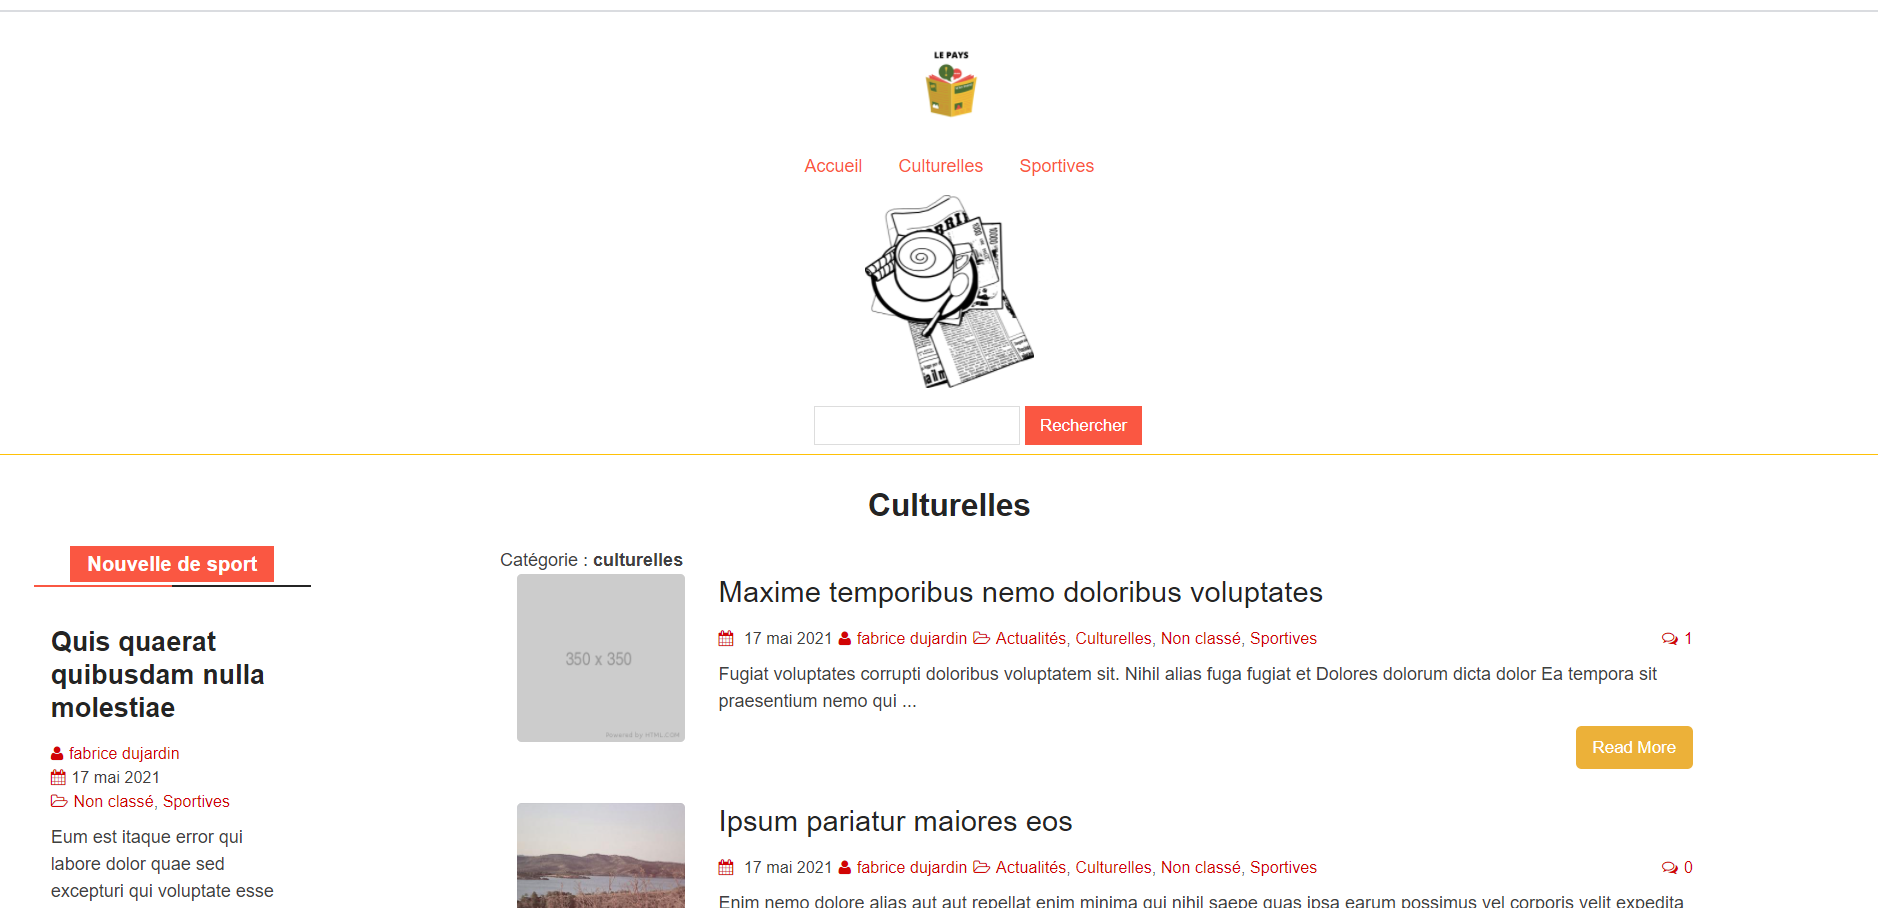 LE PAYS
Accueil Culturelles Sportives
Rechercher
Culturelles
Nouvelle de sport
Quis quaerat
quibusdam nulla
molestiae
fabrice dujardin
17 mai 2021
Non classé, Sportives
Eum est itaque error qui
labore dolor quae sed
excepturi qui voluptate esse
Catégorie : culturelles
350 x 350
Powered by HTML.COM
Maxime temporibus nemo doloribus voluptates
17 mai 2021 fabrice dujardin Actualités, Culturelles, Non classé, Sportives 1
Fugiat voluptates corrupti doloribus voluptatem sit. Nihil alias fuga fugiat et Dolores dolorum dicta dolor Ea tempora sit
praesentium nemo qui ...
Read More
Ipsum pariatur maiores eos
17 mai 2021 fabrice dujardin Actualités, Culturelles, Non classé, Sportives 0
Enim nemo dolore alias aut aut repellat enim minima qui nihil saepe quas ipsa earum possimus vel corporis velit expedita